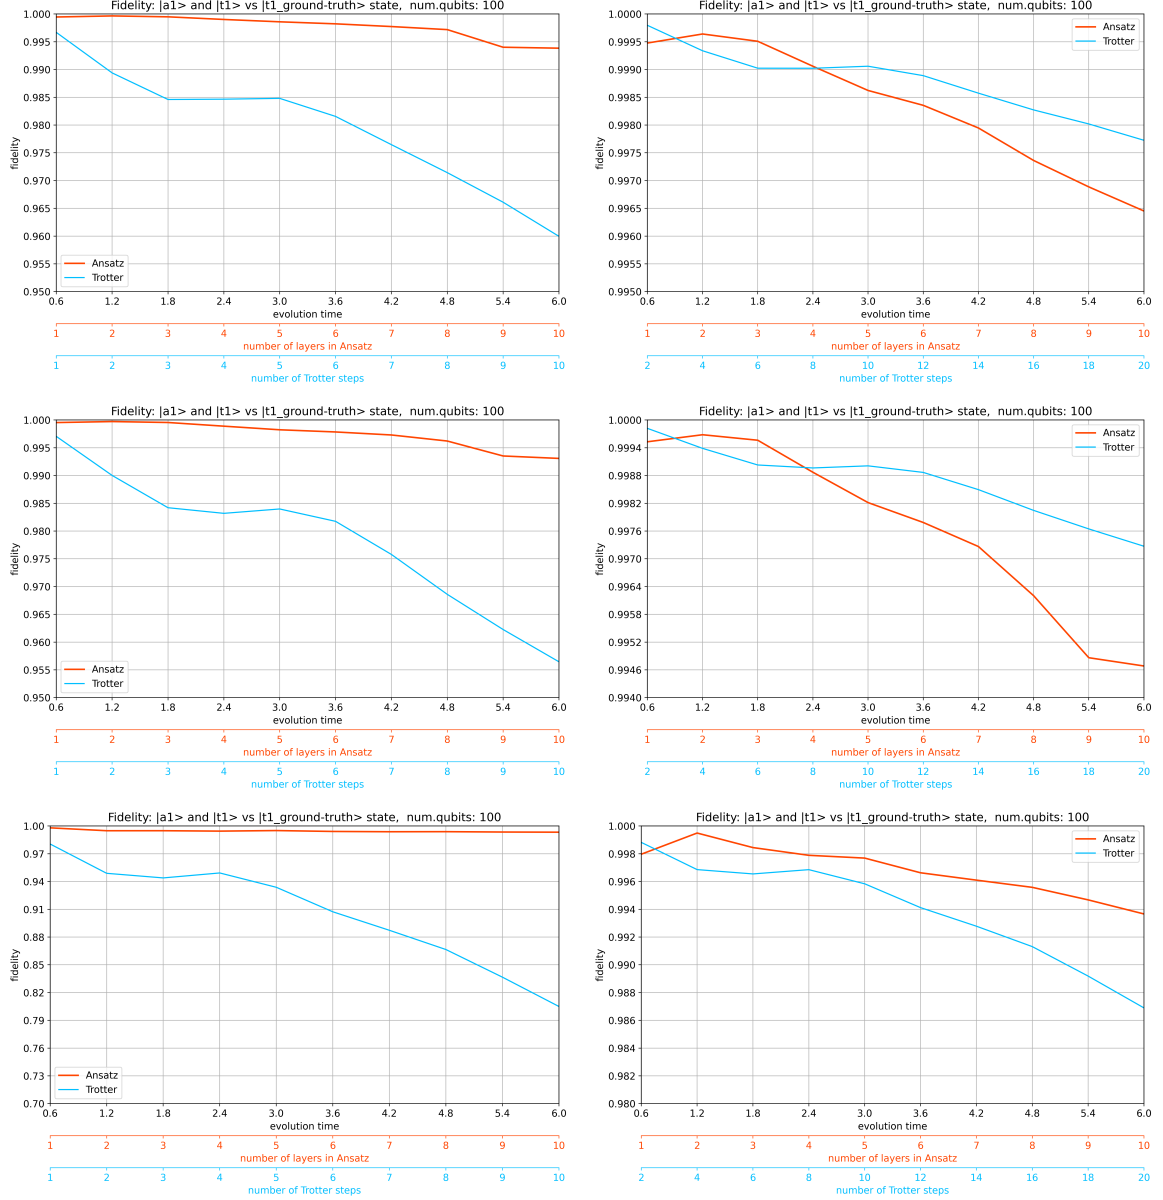 Fidelity: |a1> and |t1> vs |t1_ground-truth> state,  num.qubits: 100
1.000
0.995
0.990
0.985
0.980
0.975
0.970
0.965
0.960
0.955
0.950
fidelity
Ansatz
Trotter
0.6 1.2 1.8 2.4 3.0 3.6 4.2 4.8 5.4 6.0
evolution time
1 2 3 4 5 6 7 8 9 10
number of layers in Ansatz
1 2 3 4 5 6 7 8 9 10
number of Trotter steps
Fidelity: |a1> and |t1> vs |t1_ground-truth> state,  num.qubits: 100
1.0000
0.9995
0.9990
0.9985
0.9980
0.9975
0.9970
0.9965
0.9960
0.9955
0.9950
fidelity
Ansatz
Trotter
0.6 1.2 1.8 2.4 3.0 3.6 4.2 4.8 5.4 6.0
evolution time
1 2 3 4 5 6 7 8 9 10
number of layers in Ansatz
2 4 6 8 10 12 14 16 18 20
number of Trotter steps
Fidelity: |a1> and |t1> vs |t1_ground-truth> state,  num.qubits: 100
1.000
0.995
0.990
0.985
0.980
0.975
0.970
0.965
0.960
0.955
0.950
fidelity
Ansatz
Trotter
0.6 1.2 1.8 2.4 3.0 3.6 4.2 4.8 5.4 6.0
evolution time
1 2 3 4 5 6 7 8 9 10
number of layers in Ansatz
1 2 3 4 5 6 7 8 9 10
number of Trotter steps
Fidelity: |a1> and |t1> vs |t1_ground-truth> state,  num.qubits: 100
1.0000
0.9994
0.9988
0.9982
0.9976
0.9970
0.9964
0.9958
0.9952
0.9946
0.9940
fidelity
Ansatz
Trotter
0.6 1.2 1.8 2.4 3.0 3.6 4.2 4.8 5.4 6.0
evolution time
1 2 3 4 5 6 7 8 9 10
number of layers in Ansatz
2 4 6 8 10 12 14 16 18 20
number of Trotter steps
Fidelity: |a1> and |t1> vs |t1_ground-truth> state,  num.qubits: 100
1.00
0.97
0.94
0.91
0.88
0.85
0.82
0.79
0.76
0.73
0.70
fidelity
Ansatz
Trotter
0.6 1.2 1.8 2.4 3.0 3.6 4.2 4.8 5.4 6.0
evolution time
1 2 3 4 5 6 7 8 9 10
number of layers in Ansatz
1 2 3 4 5 6 7 8 9 10
number of Trotter steps
Fidelity: |a1> and |t1> vs |t1_ground-truth> state,  num.qubits: 100
1.000
0.998
0.996
0.994
0.992
0.990
0.988
0.986
0.984
0.982
0.980
fidelity
Ansatz
Trotter
0.6 1.2 1.8 2.4 3.0 3.6 4.2 4.8 5.4 6.0
evolution time
1 2 3 4 5 6 7 8 9 10
number of layers in Ansatz
2 4 6 8 10 12 14 16 18 20
number of Trotter steps